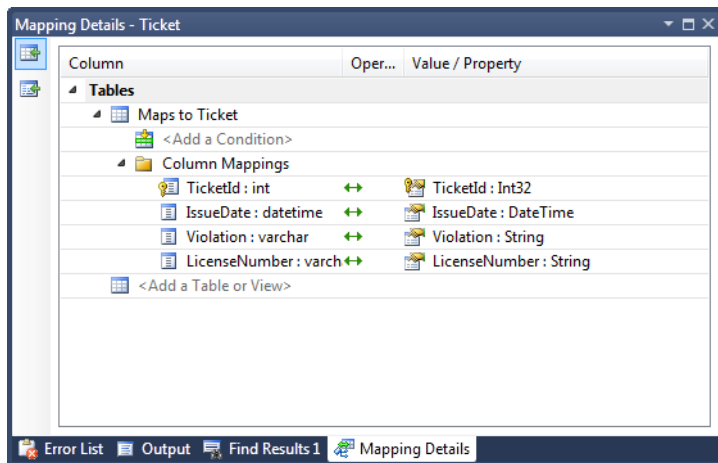 Mapping Details - Ticket
Column Oper... Value / Property
Tables
Maps to Ticket
<Add a Condition>
Column Mappings
TicketId : int TicketId : Int32
IssueDate : datetime IssueDate : DateTime
Violation : varchar Violation : String
LicenseNumber : varch LicenseNumber : String
<Add a Table or View>
Error List Output Find Results 1 Mapping Details